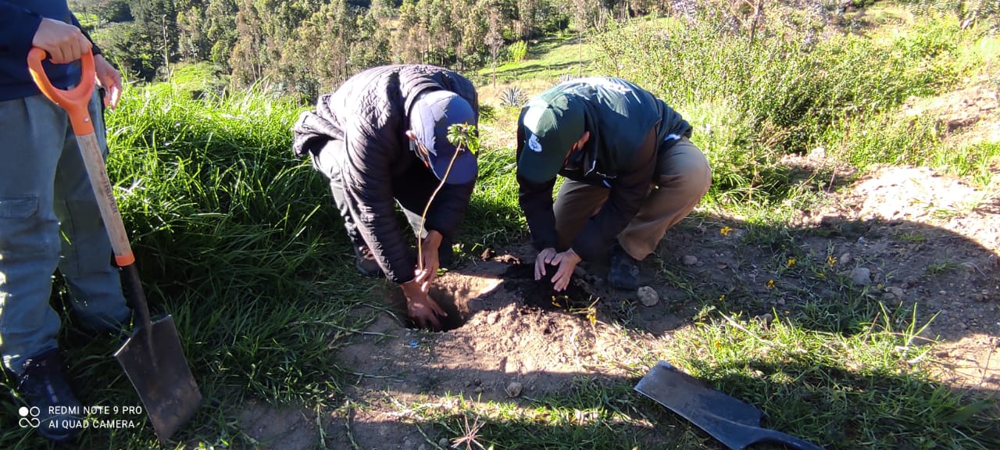 REDMI NOTE 9 PRO
AI QUAD CAMERA